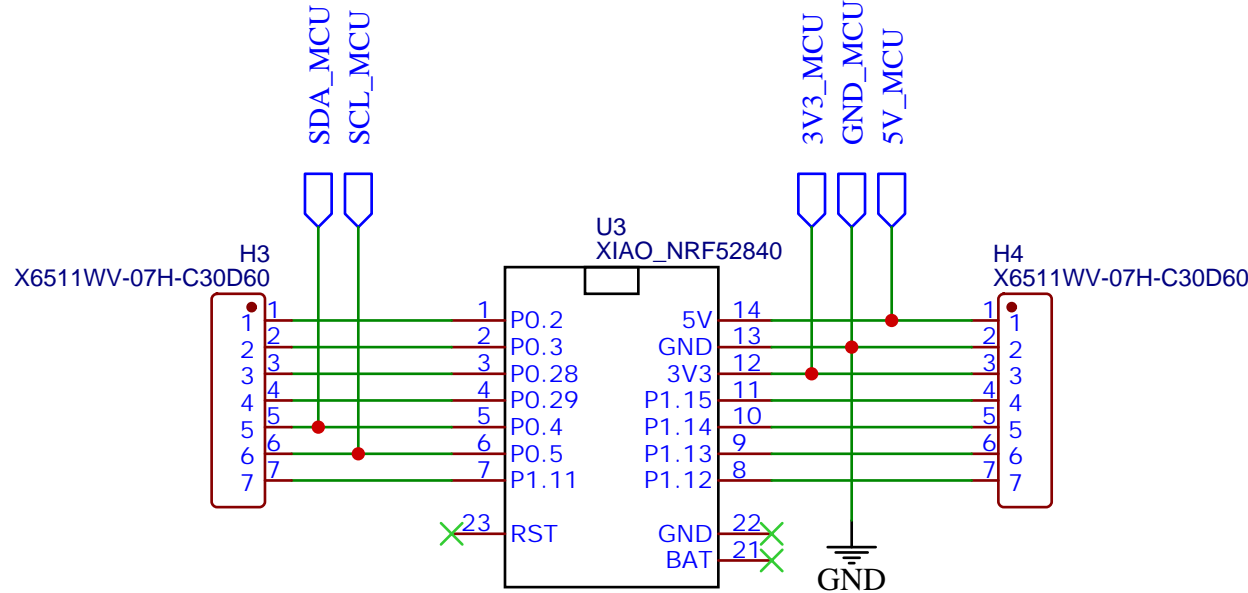 SDA_MCU
SCL_MCU
3V3_MCU
GND_MCU
5V_MCU
H3
X6511WV-07H-C30D60
U3
XIAO_NRF52840
H4
X6511WV-07H-C30D60
1 1 1 P0.2 5V 14 1 1
2 2 2 P0.3 GND 13 2 2
3 3 3 P0.28 3V3 12 3 3
4 4 4 P0.29 P1.15 11 4 4
5 5 5 P0.4 P1.14 10 5 5
6 6 6 P0.5 P1.13 9 6 6
7 7 7 P1.11 P1.12 8 7 7
23 RST GND 22
BAT 21
GND